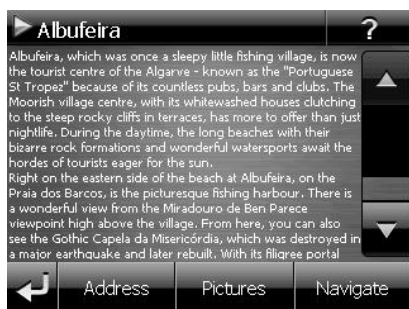 Albufeira
?
Albufeira, which was once a sleepy little fishing village, is now
the tourist centre of the Algarve - known as the "Portuguese
St Tropez" because of its countless pubs, bars and clubs. The
Moorish village centre, with its whitewashed houses clutching
to the steep rocky cliffs in terraces, has more to offer than just
nightlife. During the daytime, the long beaches with their
bizarre rock formations and wonderful watersports await the
hordes of tourists eager for the sun.
Right on the eastern side of the beach at Albufeira, on the
Praia dos Barcos, is the picturesque fishing harbour. There is
a wonderful view from the Miradouro de Ben Parece
viewpoint high above the village. From here, you can also
see the Gothic Capela da Misericórdia, which was destroyed in
a major earthquake and later rebuilt. With its filigree portal
Address
Pictures
Navigate